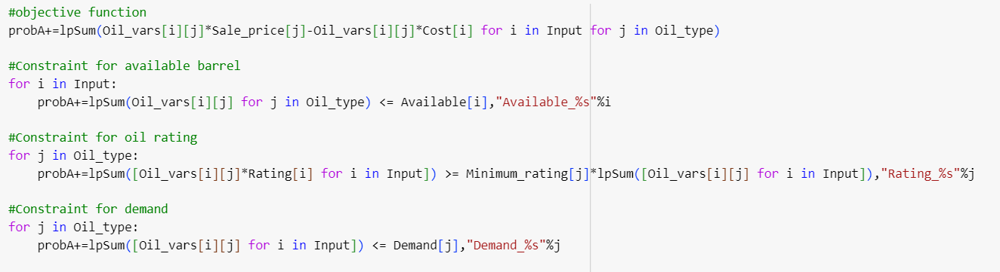 #objective function
probA+=lpSum(Oil_vars[i][j]*Sale_price[j]-Oil_vars[i][j]*Cost[i] for i in Input for j in Oil_type)
#Constraint for available barrel
for i in Input:
    probA+=lpSum(Oil_vars[i][j] for j in Oil_type) <= Available[i],"Available_%s"%i
#Constraint for oil rating
for j in Oil_type:
    probA+=lpSum([Oil_vars[i][j]*Rating[i] for i in Input]) >= Minimum_rating[j]*lpSum([Oil_vars[i][j] for i in Input]),"Rating_%s"%j
#Constraint for demand
for j in Oil_type:
    probA+=lpSum([Oil_vars[i][j] for i in Input]) <= Demand[j],"Demand_%s"%j